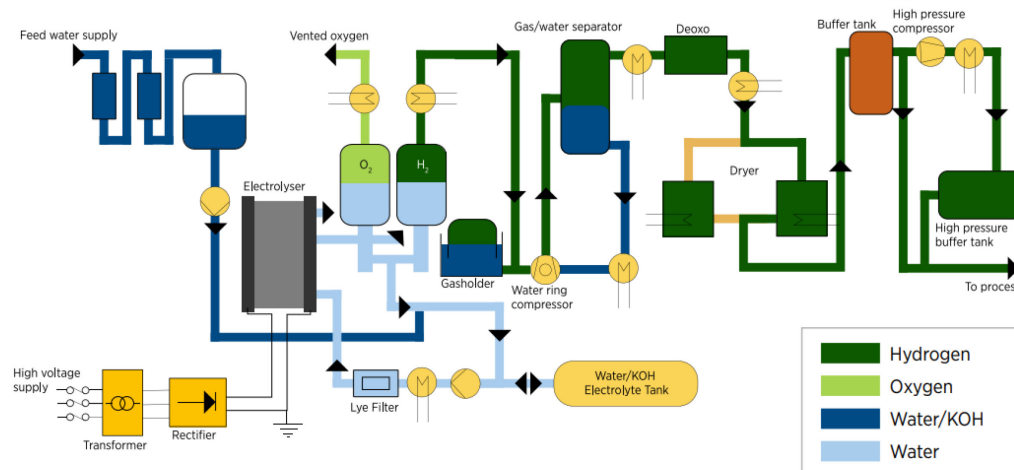 Feed water supply
Vented oxygen
Gas/water separator
Deoxo
Buffer tank
High pressure
compressor
O2
H2
Electrolyser
Dryer
Gasholder
Water ring
compressor
High pressure
buffer tank
To proces
High voltage
supply
Transformer
Rectifier
Lye Filter
Water/KOH
Electrolyte Tank
Hydrogen
Oxygen
Water/KOH
Water